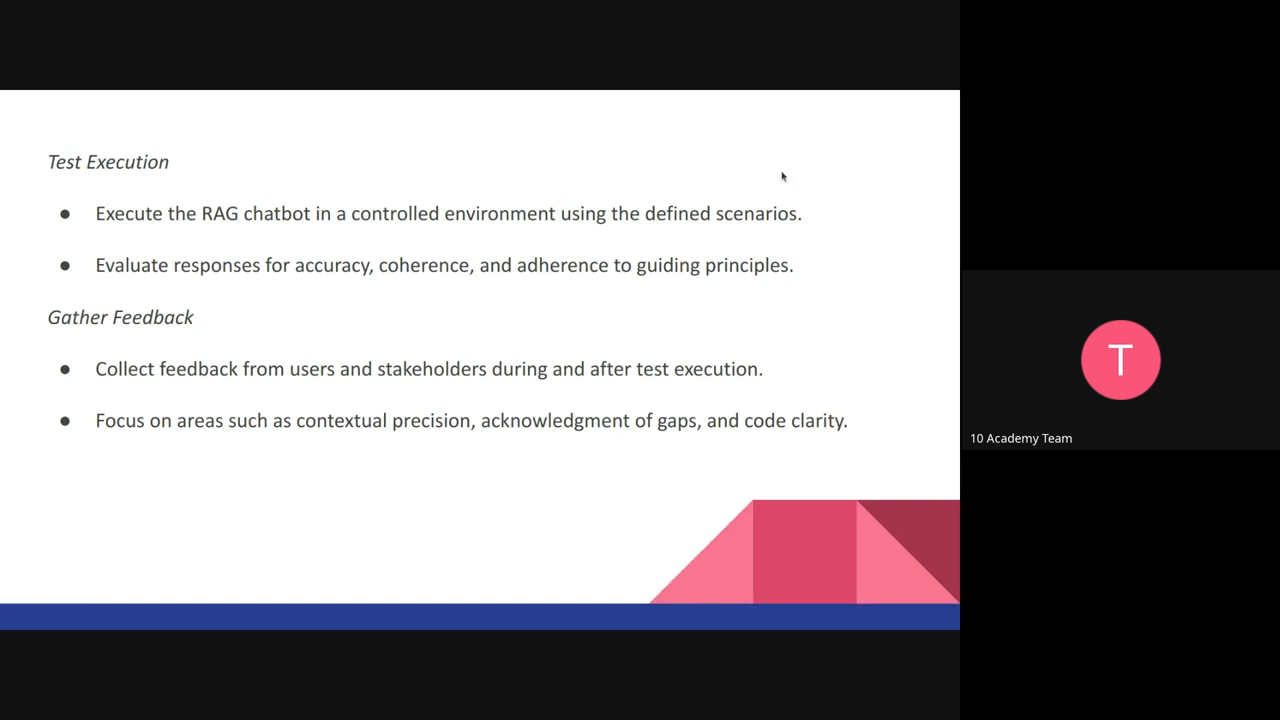 Test Execution
● Execute the RAG chatbot in a controlled environment using the defined scenarios.
● Evaluate responses for accuracy, coherence, and adherence to guiding principles.
Gather Feedback
● Collect feedback from users and stakeholders during and after test execution.
● Focus on areas such as contextual precision, acknowledgment of gaps, and code clarity.
T
10 Academy Team